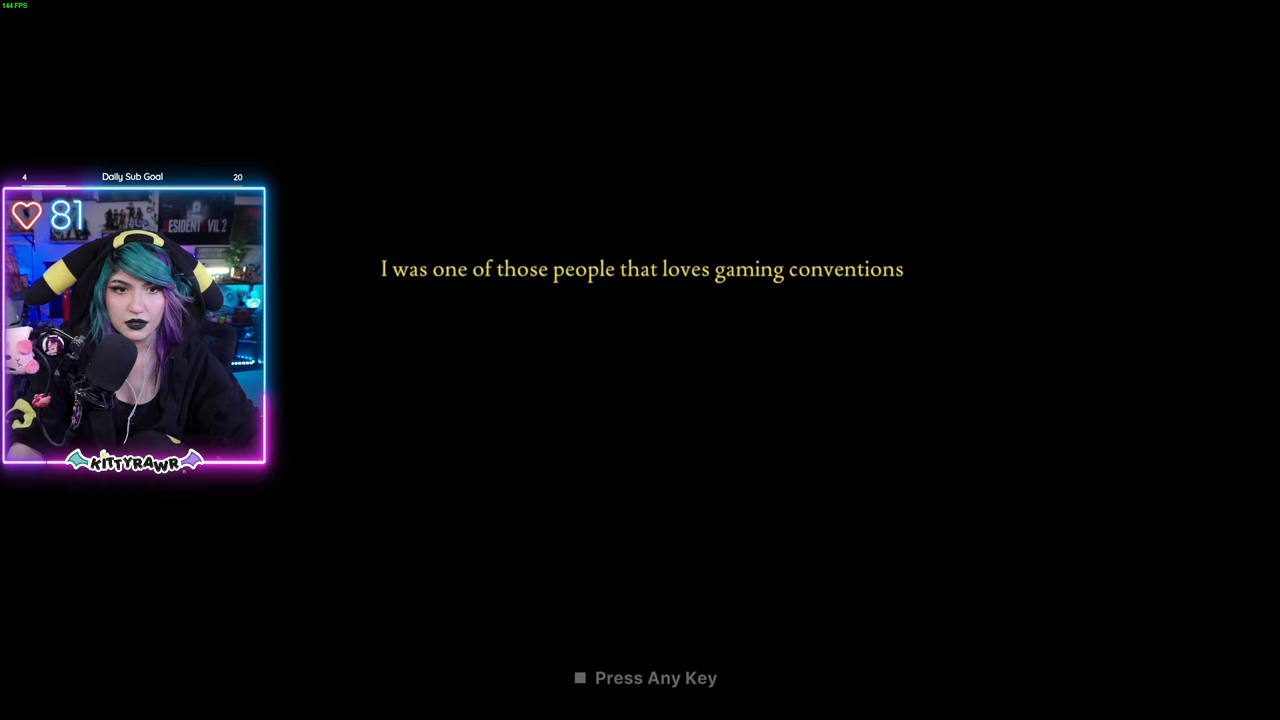 144 FPS
4 Daily Sub Goal 20
81
RESIDENT EVIL 2
I was one of those people that loves gaming conventions
KITTYRAWR
Press Any Key